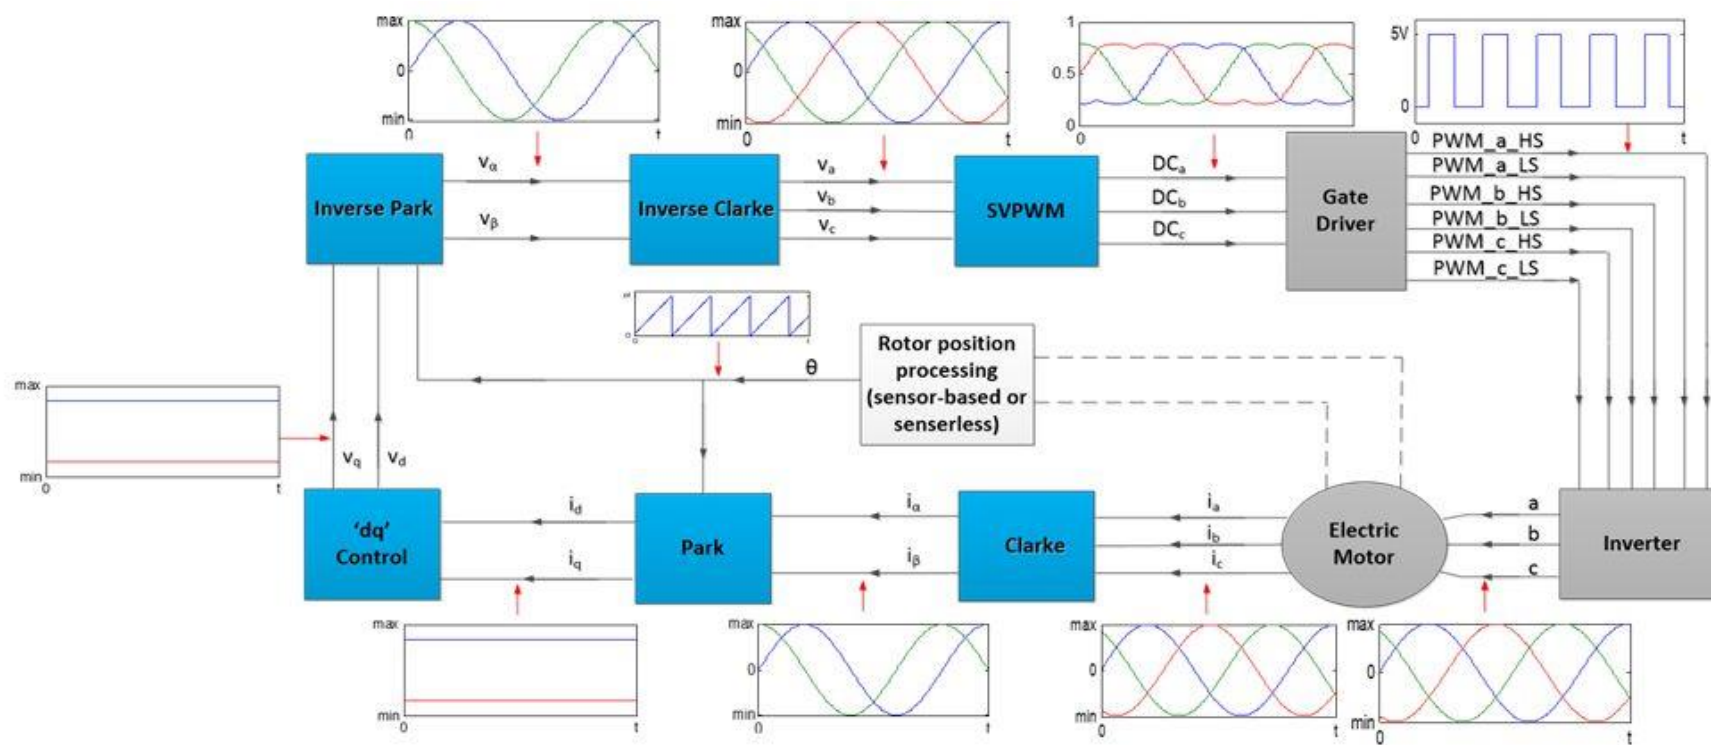 max
0
min
0
t
max
0
min
0
t
1
0.5
0
0
t
5V
0
0
t
Inverse Park
vα
vβ
Inverse Clarke
va
vb
vc
SVPWM
DCa
DCb
DCc
Gate
Driver
PWM_a_HS
PWM_a_LS
PWM_b_HS
PWM_b_LS
PWM_c_HS
PWM_c_LS
0
t
θ
Rotor position
processing
(sensor-based or
senserless)
max
min
0
t
vq
vd
'dq'
Control
id
iq
Park
iα
iβ
Clarke
ia
ib
ic
Electric
Motor
a
b
c
Inverter
max
min
0
t
max
0
min
0
t
max
0
min
0
t
max
0
min
0
t